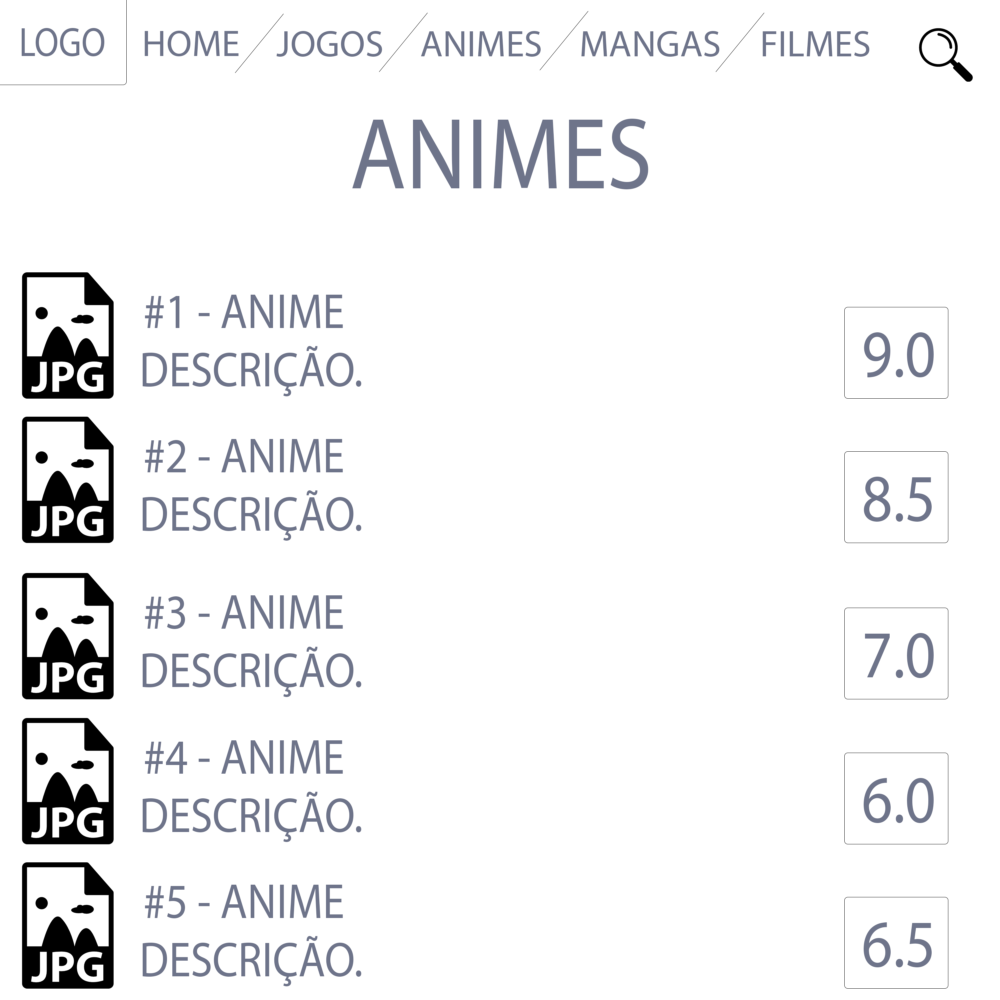 LOGO HOME JOGOS ANIMES MANGAS FILMES
ANIMES
JPG
#1 - ANIME
DESCRIÇÃO.
9.0
JPG
#2 - ANIME
DESCRIÇÃO.
8.5
JPG
#3 - ANIME
DESCRIÇÃO.
7.0
JPG
#4 - ANIME
DESCRIÇÃO.
6.0
JPG
#5 - ANIME
DESCRIÇÃO.
6.5